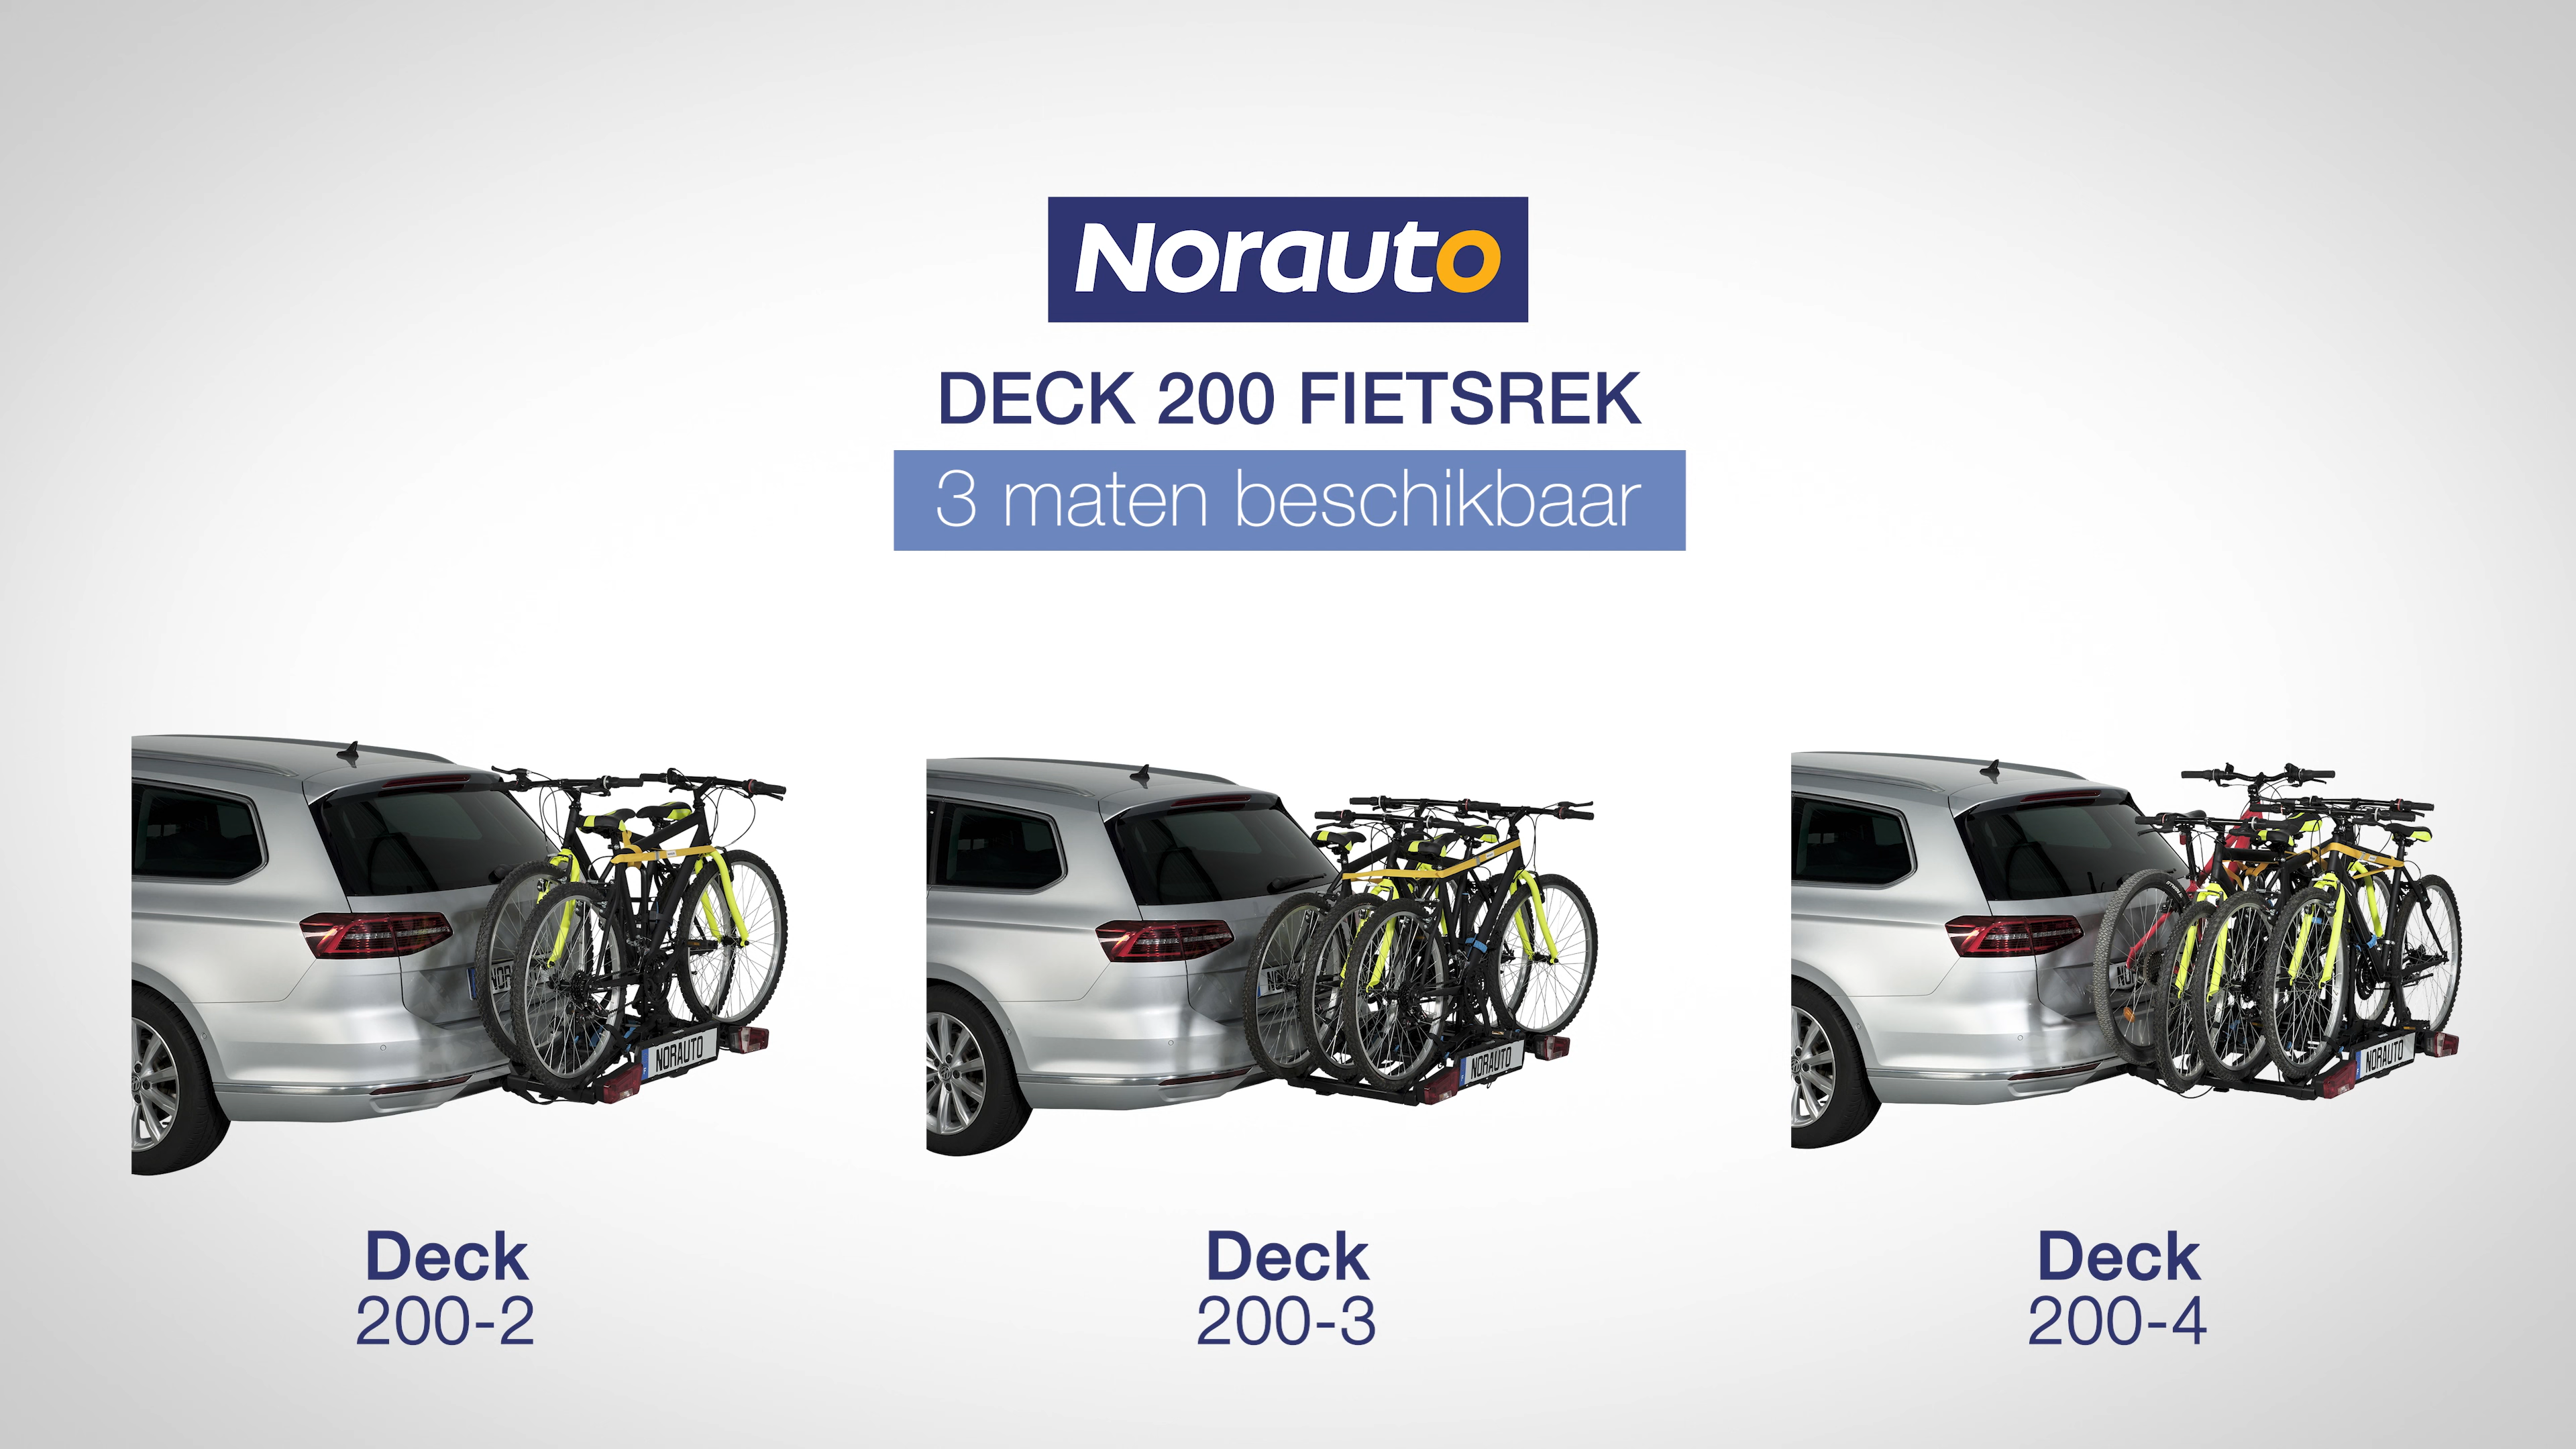 Norauto
DECK 200 FIETSREK
3 maten beschikbaar
NORAUTO
NORAUTO
NORAUTO
Deck
200-2
Deck
200-3
Deck
200-4